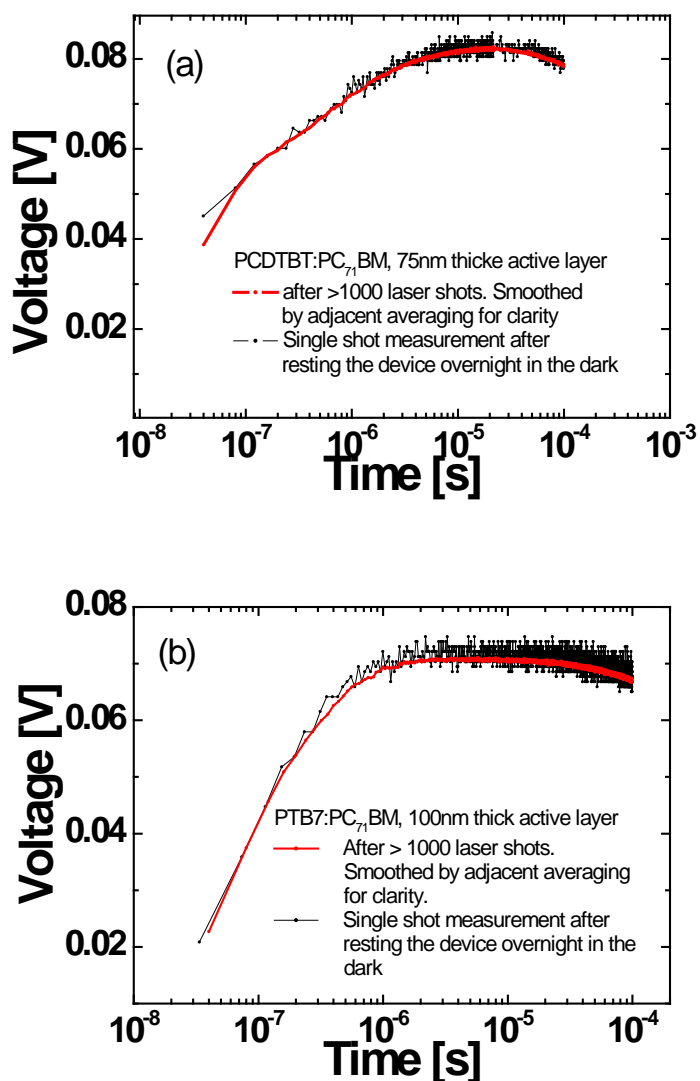 (a)
Voltage [V]
0.08
0.06
0.04
0.02
PCDTBT:PC71BM, 75nm thicke active layer
after >1000 laser shots. Smoothed
by adjacent averaging for clarity
Single shot measurement after
resting the device overnight in the dark
10-8 10-7 10-6 10-5 10-4 10-3
Time [s]
(b)
Voltage [V]
0.08
0.06
0.04
0.02
PTB7:PC71BM, 100nm thick active layer
After > 1000 laser shots.
Smoothed by adjacent averaging
for clarity.
Single shot measurement after
resting the device overnight in the
dark
10-8 10-7 10-6 10-5 10-4
Time [s]